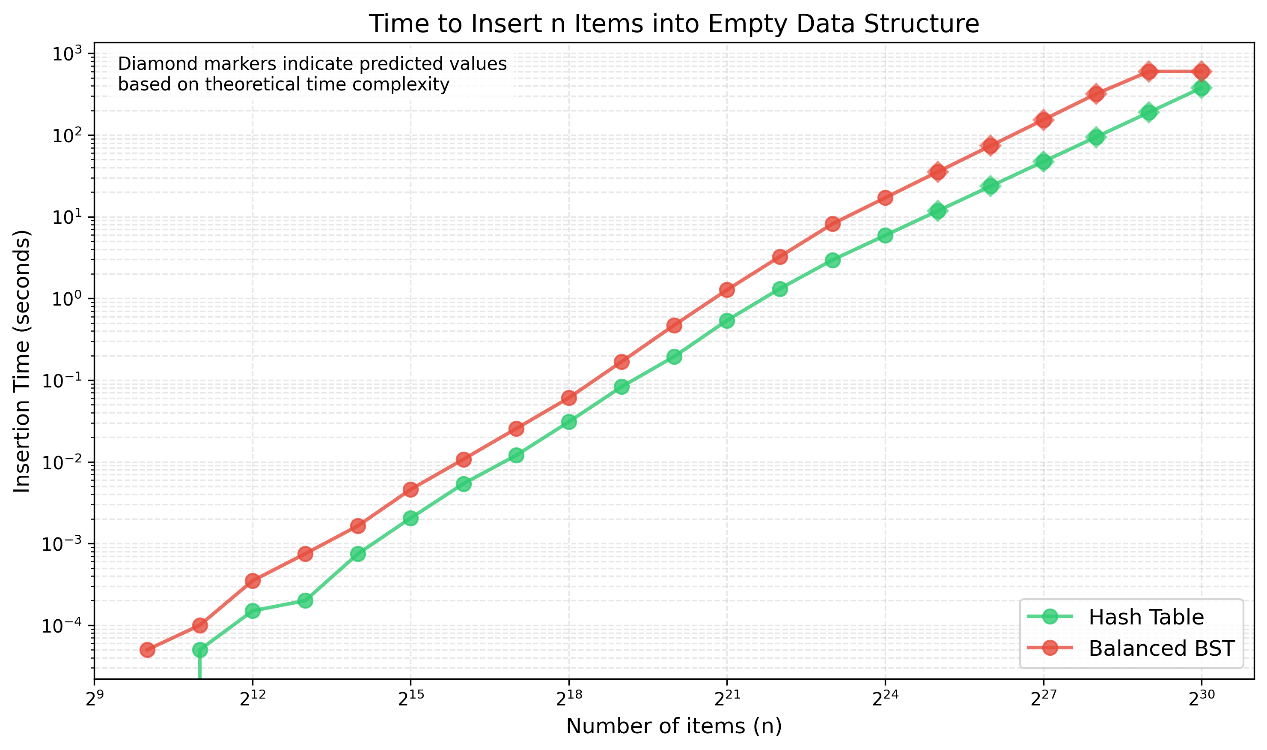 Time to Insert n Items into Empty Data Structure
Diamond markers indicate predicted values
based on theoretical time complexity
Insertion Time (seconds)
10³
10²
10¹
10⁰
10⁻¹
10⁻²
10⁻³
10⁻⁴
Hash Table
Balanced BST
2⁹ 2¹² 2¹⁵ 2¹⁸ 2²¹ 2²⁴ 2²⁷ 2³⁰
Number of items (n)